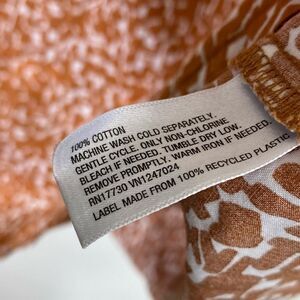 100% COTTON
MACHINE WASH COLD SEPARATELY.
GENTLE CYCLE. ONLY NON-CHLORINE
BLEACH IF NEEDED. TUMBLE DRY LOW.
REMOVE PROMPTLY. WARM IRON IF NEEDED.
RN17730 VN1247024
LABEL MADE FROM 100% RECYCLED PLASTIC